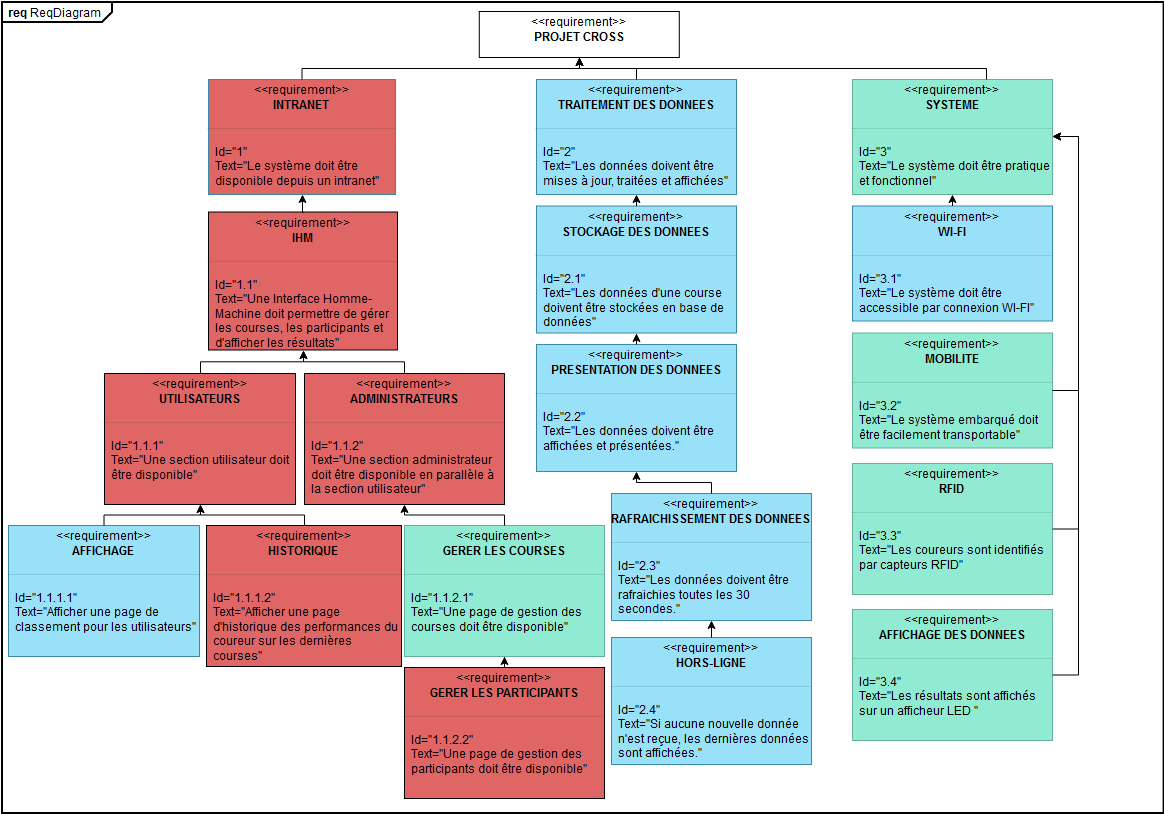 req ReqDiagram
<<requirement>>
PROJET CROSS
<<requirement>>
INTRANET
Id="1"
Text="Le système doit être
disponible depuis un intranet"
<<requirement>>
TRAITEMENT DES DONNEES
Id="2"
Text="Les données doivent être
mises à jour, traitées et affichées"
<<requirement>>
SYSTEME
Id="3"
Text="Le système doit être pratique
et fonctionnel"
<<requirement>>
IHM
Id="1.1"
Text="Une Interface Homme-
Machine doit permettre de gérer
les courses, les participants et
d'afficher les résultats"
<<requirement>>
STOCKAGE DES DONNEES
Id="2.1"
Text="Les données d'une course
doivent être stockées en base de
données"
<<requirement>>
WI-FI
Id="3.1"
Text="Le système doit être
accessible par connexion WI-FI"
<<requirement>>
UTILISATEURS
Id="1.1.1"
Text="Une section utilisateur doit
être disponible"
<<requirement>>
ADMINISTRATEURS
Id="1.1.2"
Text="Une section administrateur
doit être disponible en parallèle à
la section utilisateur"
<<requirement>>
PRESENTATION DES DONNEES
Id="2.2"
Text="Les données doivent être
affichées et présentées."
<<requirement>>
MOBILITE
Id="3.2"
Text="Le système embarqué doit
être facilement transportable"
<<requirement>>
AFFICHAGE
Id="1.1.1.1"
Text="Afficher une page de
classement pour les utilisateurs"
<<requirement>>
HISTORIQUE
Id="1.1.1.2"
Text="Afficher une page
d'historique des performances du
coureur sur les dernières
courses"
<<requirement>>
GERER LES COURSES
Id="1.1.2.1"
Text="Une page de gestion des
courses doit être disponible"
<<requirement>>
RAFRAICHISSEMENT DES DONNEES
Id="2.3"
Text="Les données doivent être
rafraichies toutes les 30
secondes."
<<requirement>>
RFID
Id="3.3"
Text="Les coureurs sont identifiés
par capteurs RFID"
<<requirement>>
GERER LES PARTICIPANTS
Id="1.1.2.2"
Text="Une page de gestion des
participants doit être disponible"
<<requirement>>
HORS-LIGNE
Id="2.4"
Text="Si aucune nouvelle donnée
n'est reçue, les dernières données
sont affichées."
<<requirement>>
AFFICHAGE DES DONNEES
Id="3.4"
Text="Les résultats sont affichés
sur un afficheur LED "